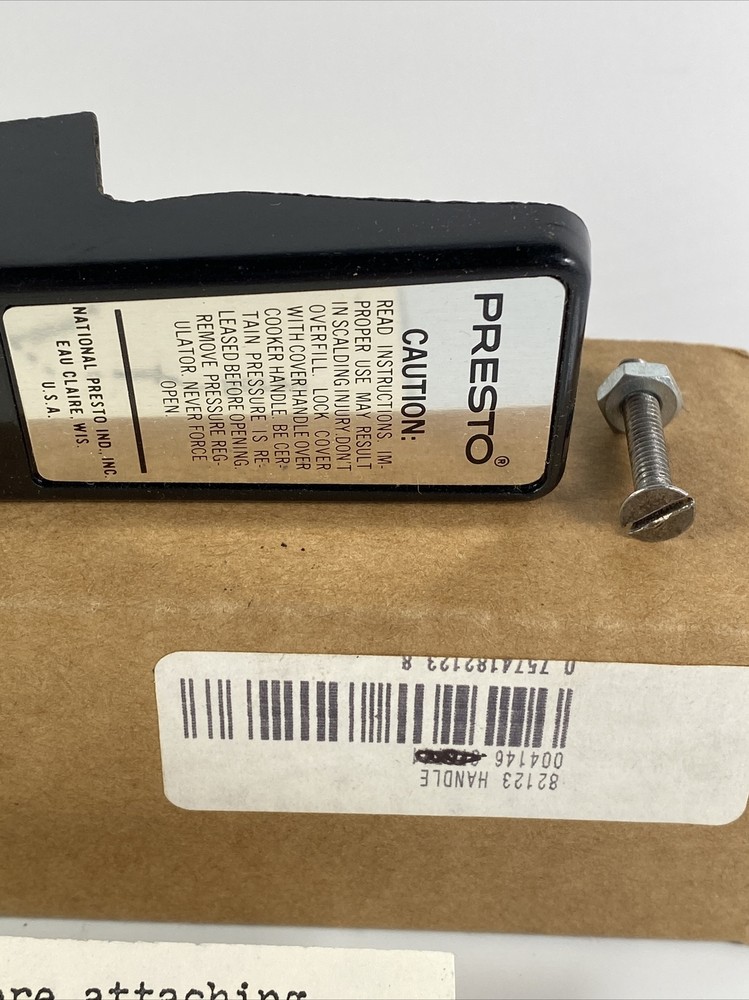 PRESTO®
CAUTION:
READ INSTRUCTIONS. IM-
PROPER USE MAY RESULT
IN SCALDING INJURY. DON'T
OVERFILL. LOCK COVER
WITH COVER HANDLE OVER
COOKER HANDLE. BE CER-
TAIN PRESSURE IS RE-
LEASED BEFORE OPENING.
REMOVE PRESSURE REG-
ULATOR. NEVER FORCE
OPEN.
NATIONAL PRESTO IND., INC.
EAU CLAIRE, WIS.
U.S.A.
82123 HANDLE
004146
0 7574182123 8
attaching